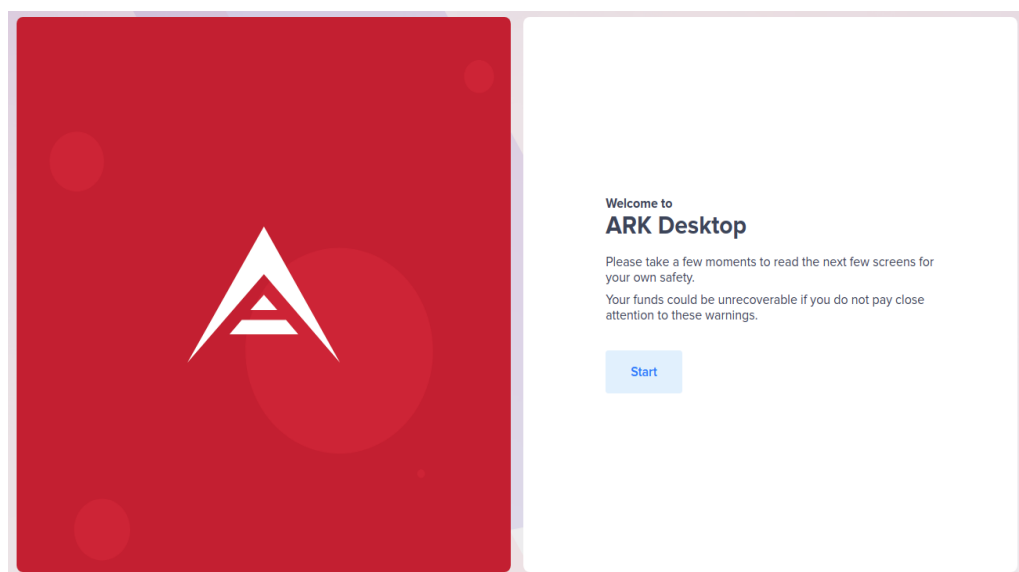 Welcome to
ARK Desktop
Please take a few moments to read the next few screens for
your own safety.
Your funds could be unrecoverable if you do not pay close
attention to these warnings.
Start